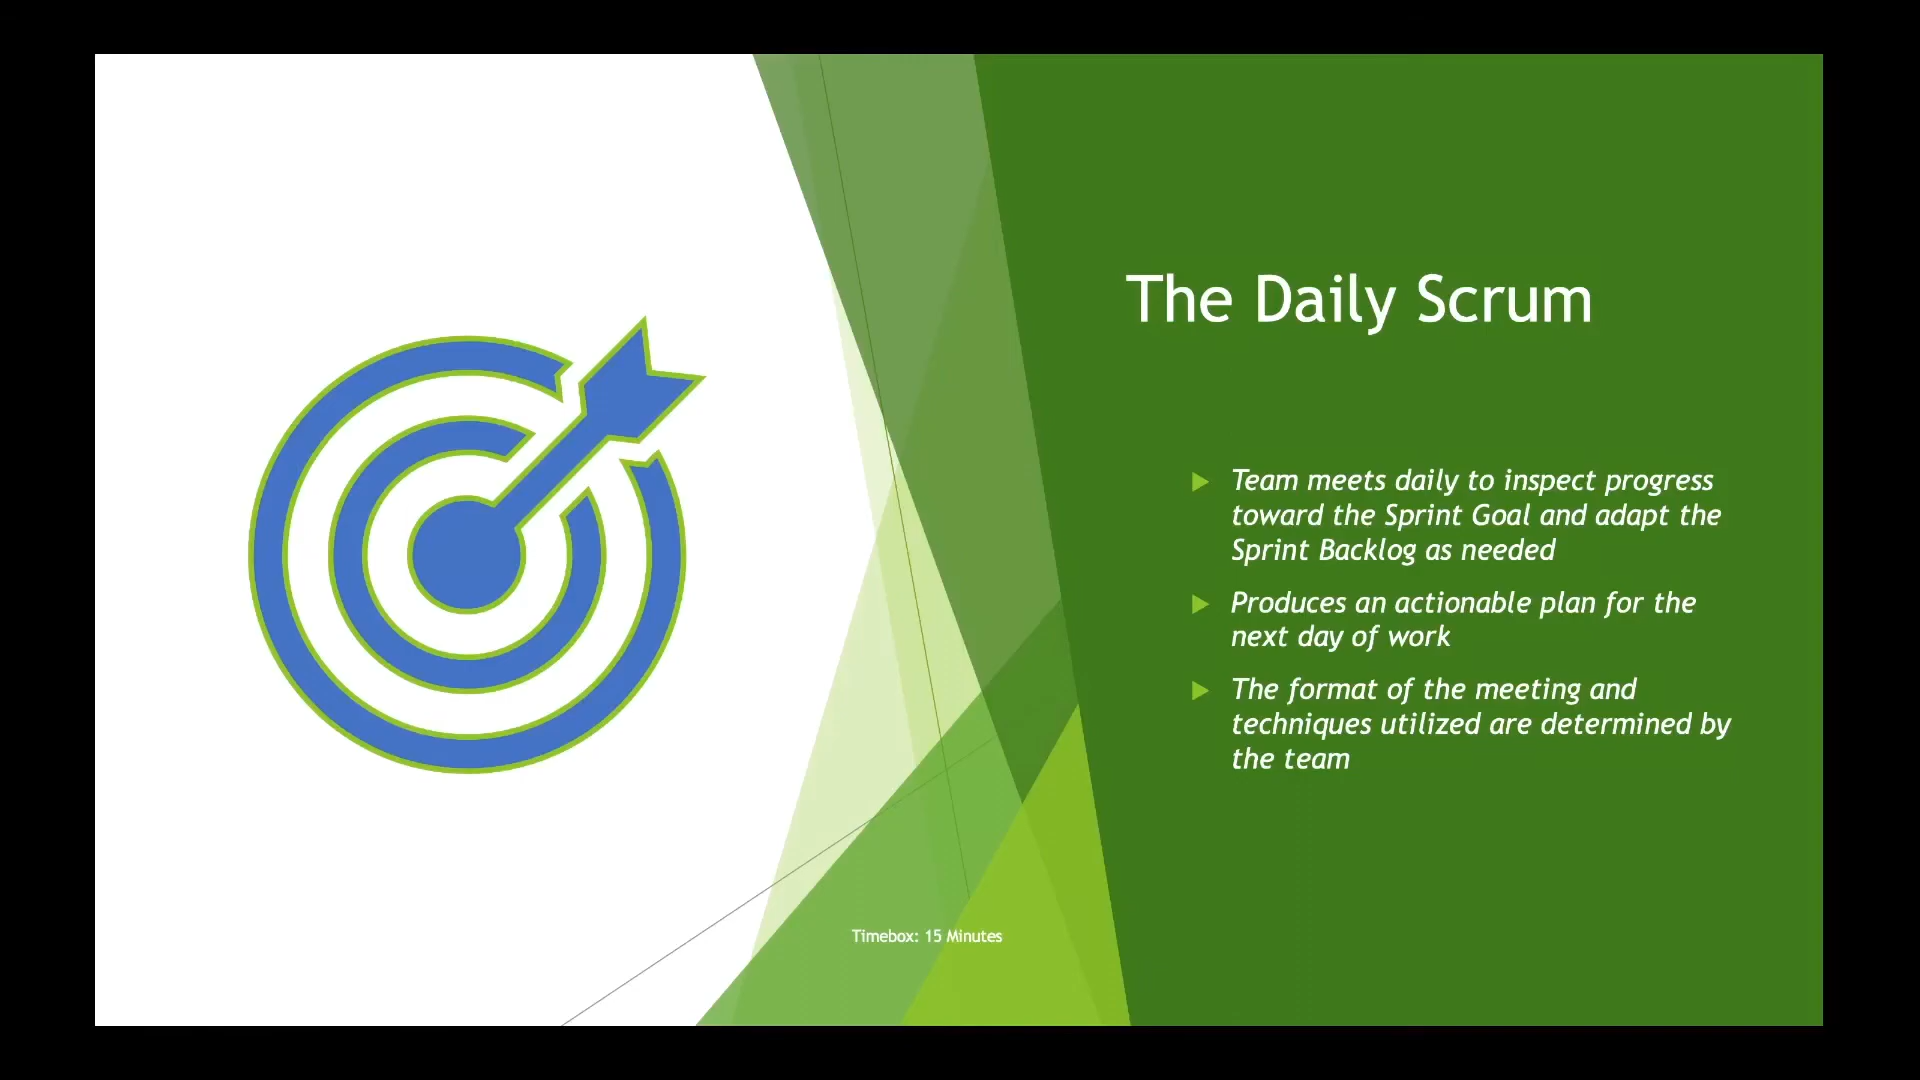 The Daily Scrum
Team meets daily to inspect progress
toward the Sprint Goal and adapt the
Sprint Backlog as needed
Produces an actionable plan for the
next day of work
The format of the meeting and
techniques utilized are determined by
the team
Timebox: 15 Minutes